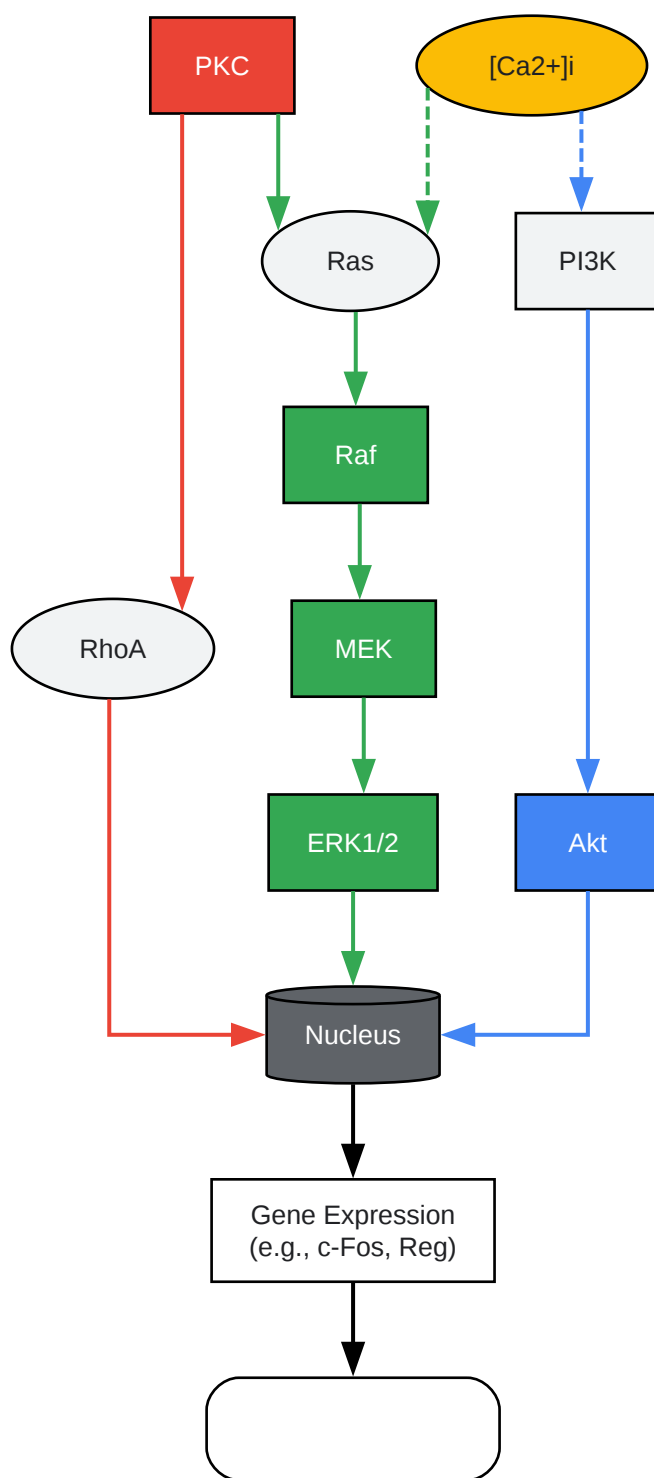 PKC
[Ca2+]i
Ras
PI3K
Raf
RhoA
MEK
ERK1/2
Akt
Nucleus
Gene Expression
(e.g., c-Fos, Reg)